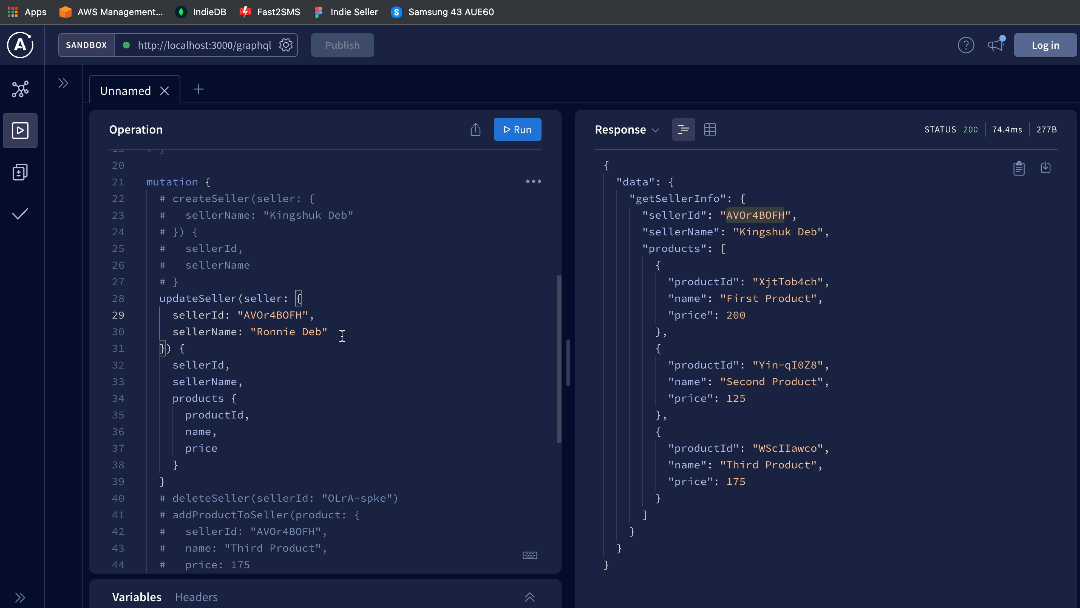 Apps AWS Management... IndieDB Fast2SMS Indie Seller Samsung 43 AUE60
SANDBOX http://localhost:3000/graphql Publish Log in
Unnamed
Operation Run
20
21 mutation {
22 # createSeller(seller: {
23 # sellerName: "Kingshuk Deb"
24 # }) {
25 # sellerId,
26 # sellerName
27 # }
28 updateSeller(seller: {
29 sellerId: "AVOr4BOFH",
30 sellerName: "Ronnie Deb"
31 }) {
32 sellerId,
33 sellerName,
34 products {
35 productId,
36 name,
37 price
38 }
39 }
40 # deleteSeller(sellerId: "OLrA-spke")
41 # addProductToSeller(product: {
42 # sellerId: "AVOr4BOFH",
43 # name: "Third Product",
44 # price: 175
Variables Headers
Response STATUS 200 74.4ms 277B
{
"data": {
"getSellerInfo": {
"sellerId": "AVOr4BOFH",
"sellerName": "Kingshuk Deb",
"products": [
{
"productId": "XjtTob4ch",
"name": "First Product",
"price": 200
},
{
"productId": "Yin-qI0Z8",
"name": "Second Product",
"price": 125
},
{
"productId": "WScIIawco",
"name": "Third Product",
"price": 175
}
]
}
}
}